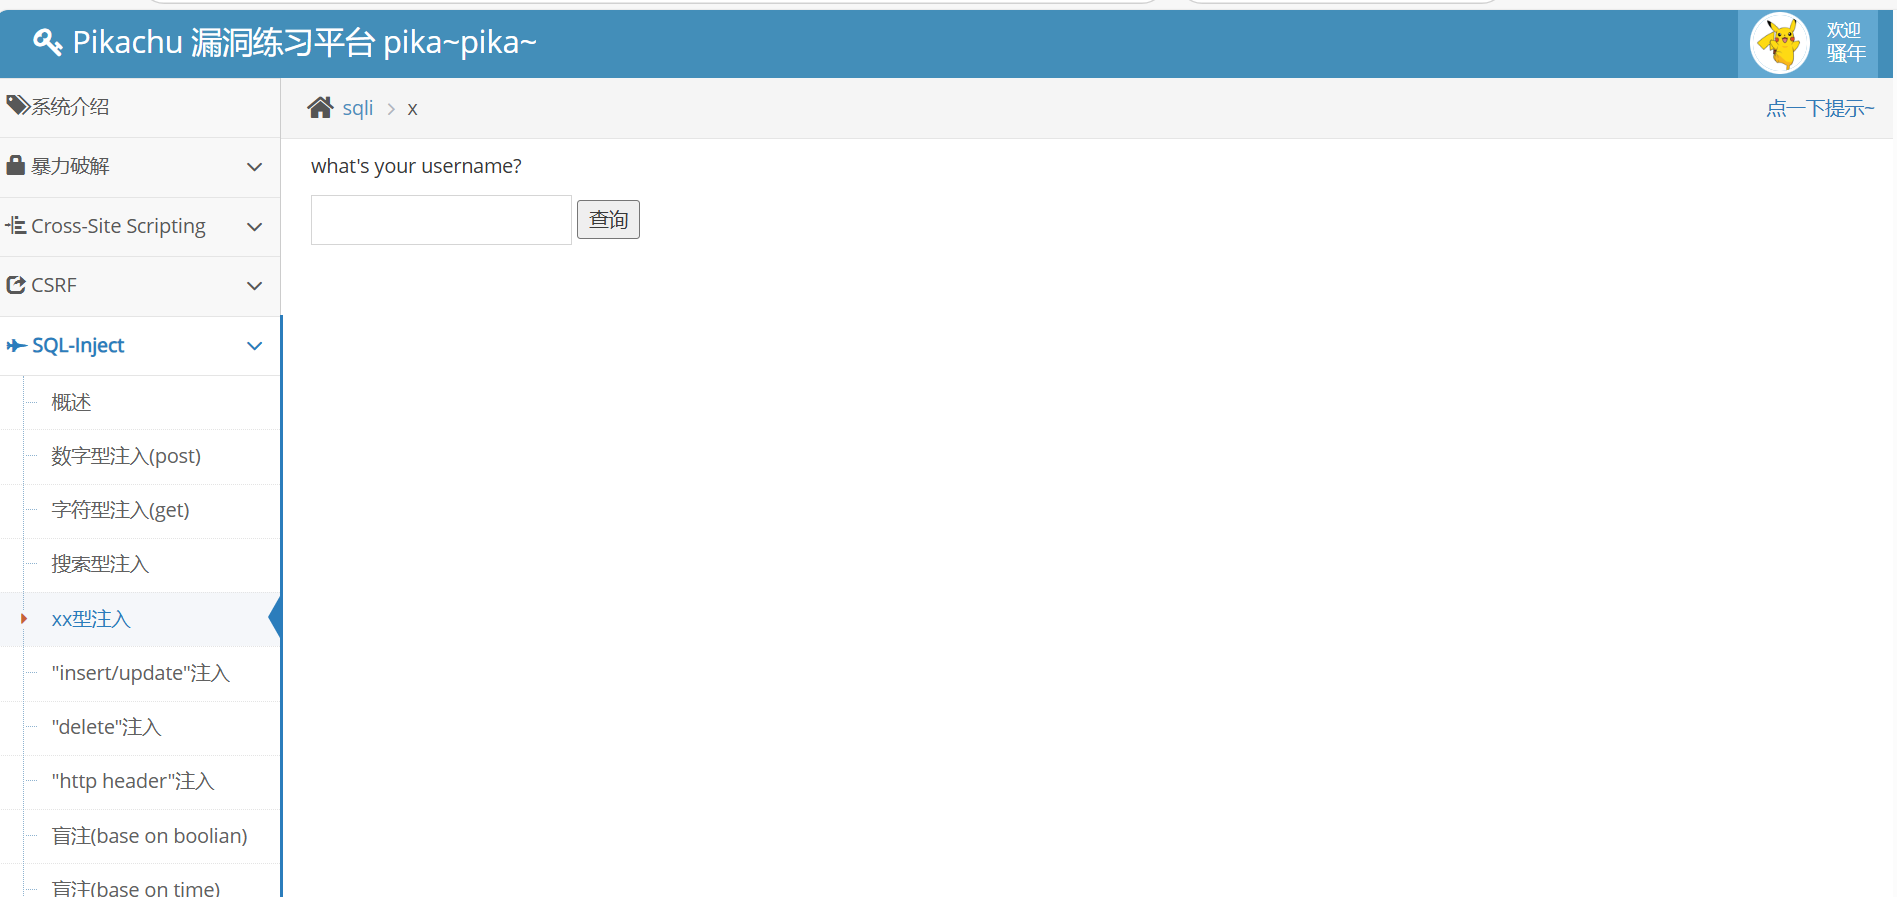 Pikachu 漏洞练习平台 pika~pika~
欢迎
骚年
系统介绍
暴力破解
Cross-Site Scripting
CSRF
SQL-Inject
概述
数字型注入(post)
字符型注入(get)
搜索型注入
xx型注入
"insert/update"注入
"delete"注入
"http header"注入
盲注(base on boolian)
盲注(base on time)
sqli > x
点一下提示~
what's your username?
查询